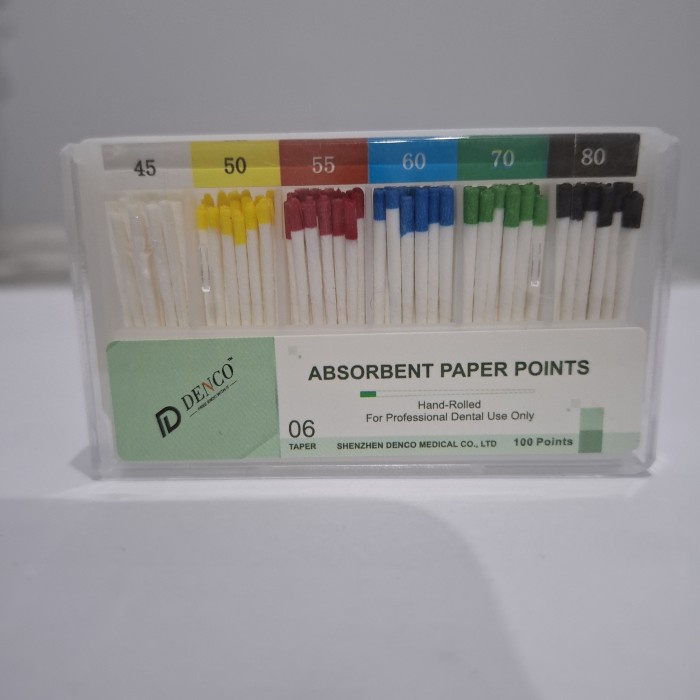 45 50 55 60 70 80
DENCO™
ABSORBENT PAPER POINTS
Hand-Rolled
For Professional Dental Use Only
06
TAPER
SHENZHEN DENCO MEDICAL CO., LTD
100 Points